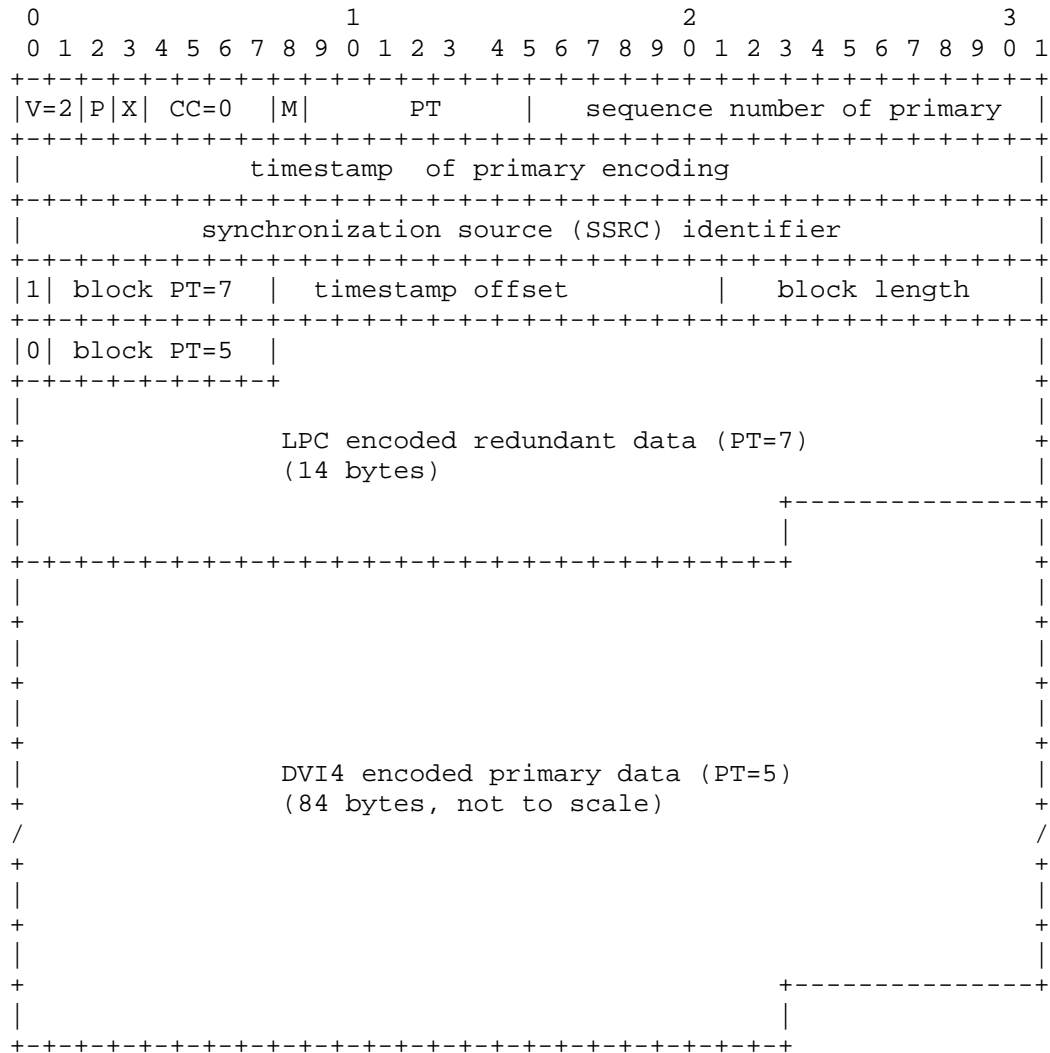 0                    1                    2                   3
 0 1 2 3 4 5 6 7 8 9 0 1 2 3  4 5 6 7 8 9 0 1 2 3 4 5 6 7 8 9 0 1
+-+-+-+-+-+-+-+-+-+-+-+-+-+-+-+-+-+-+-+-+-+-+-+-+-+-+-+-+-+-+-+-+
|V=2|P|X| CC=0  |M|      PT       |   sequence number of primary  |
+-+-+-+-+-+-+-+-+-+-+-+-+-+-+-+-+-+-+-+-+-+-+-+-+-+-+-+-+-+-+-+-+
|              timestamp  of primary encoding                     |
+-+-+-+-+-+-+-+-+-+-+-+-+-+-+-+-+-+-+-+-+-+-+-+-+-+-+-+-+-+-+-+-+
|           synchronization source (SSRC) identifier              |
+-+-+-+-+-+-+-+-+-+-+-+-+-+-+-+-+-+-+-+-+-+-+-+-+-+-+-+-+-+-+-+-+
|1| block PT=7  |  timestamp offset         |   block length      |
+-+-+-+-+-+-+-+-+-+-+-+-+-+-+-+-+-+-+-+-+-+-+-+-+-+-+-+-+-+-+-+-+
|0| block PT=5  |                                                 |
+-+-+-+-+-+-+-+-+                                                 +
|                                                                 |
+                LPC encoded redundant data (PT=7)                +
|                (14 bytes)                                       |
+                                                 +---------------+
|                                                 |               |
+-+-+-+-+-+-+-+-+-+-+-+-+-+-+-+-+-+-+-+-+-+-+-+-+                 +
|                                                                 |
+                                                                 +
|                                                                 |
+                                                                 +
|                                                                 |
+                                                                 +
|                DVI4 encoded primary data (PT=5)                 |
+                (84 bytes, not to scale)                         +
/                                                                 /
+                                                                 +
|                                                                 |
+                                                                 +
|                                                                 |
+                                                 +---------------+
|                                                 |
+-+-+-+-+-+-+-+-+-+-+-+-+-+-+-+-+-+-+-+-+-+-+-+-+